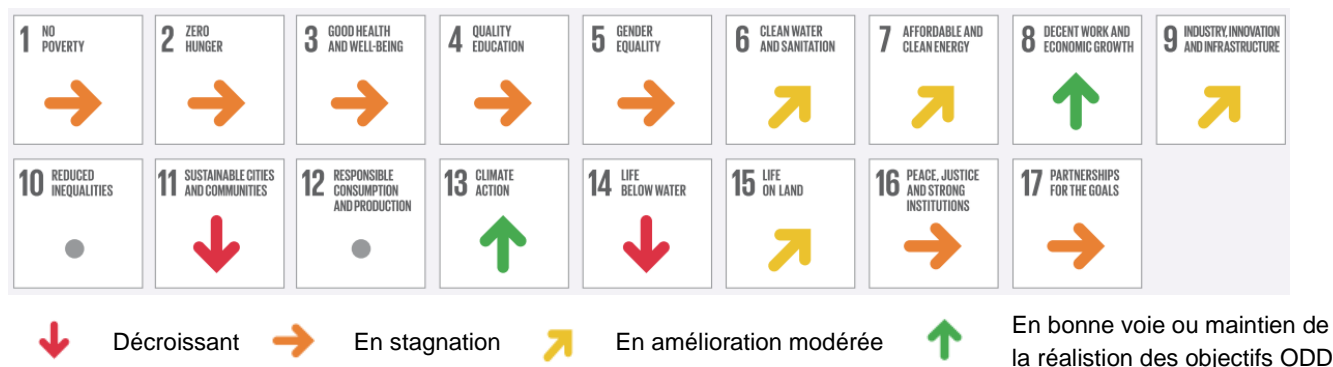 1 NO POVERTY
2 ZERO HUNGER
3 GOOD HEALTH AND WELL-BEING
4 QUALITY EDUCATION
5 GENDER EQUALITY
6 CLEAN WATER AND SANITATION
7 AFFORDABLE AND CLEAN ENERGY
8 DECENT WORK AND ECONOMIC GROWTH
9 INDUSTRY, INNOVATION AND INFRASTRUCTURE
10 REDUCED INEQUALITIES
11 SUSTAINABLE CITIES AND COMMUNITIES
12 RESPONSIBLE CONSUMPTION AND PRODUCTION
13 CLIMATE ACTION
14 LIFE BELOW WATER
15 LIFE ON LAND
16 PEACE, JUSTICE AND STRONG INSTITUTIONS
17 PARTNERSHIPS FOR THE GOALS
Décroissant
En stagnation
En amélioration modérée
En bonne voie ou maintien de
la réalistion des objectifs ODD